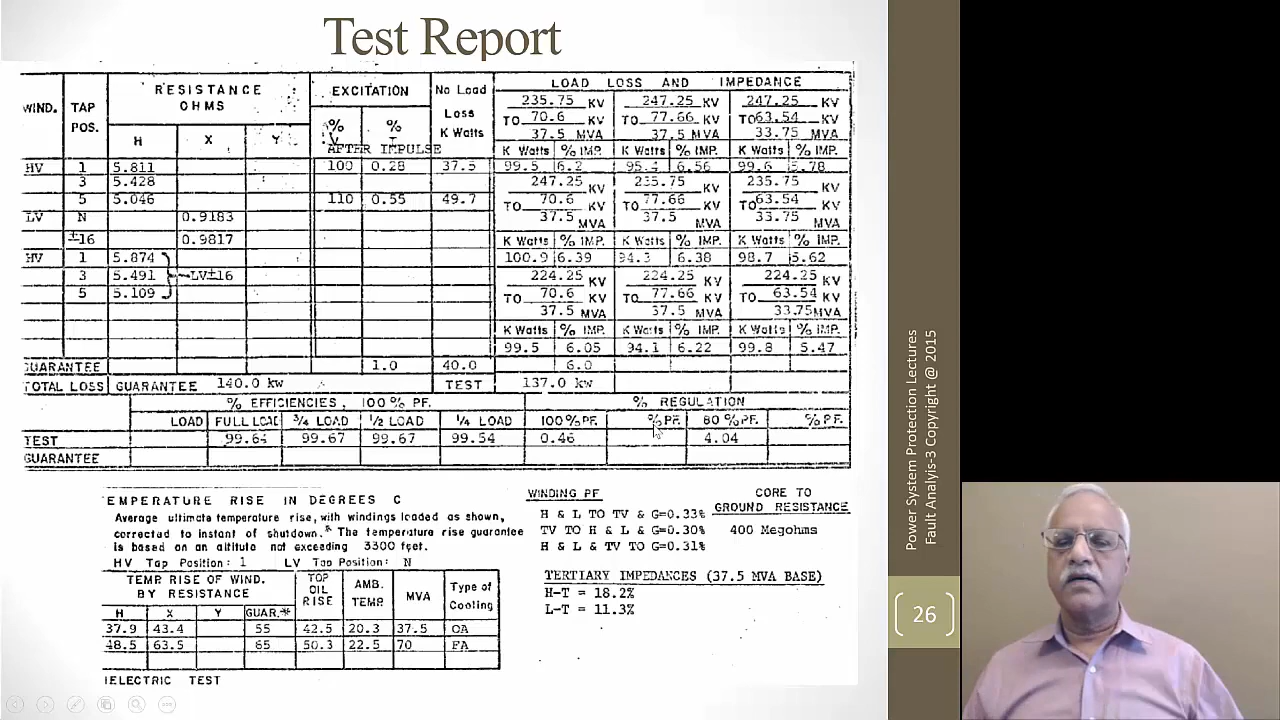 Test Report
LOAD LOSS AND IMPEDANCE
WIND. TAP POS. RESISTANCE OHMS EXCITATION No Load Loss K Watts
H X Y % %
AFTER IMPULSE
235.75 KV TO 70.6 KV 37.5 MVA
247.25 KV TO 77.66 KV 37.5 MVA
247.25 KV TO 63.54 KV 33.75 MVA
K Watts % IMP. K Watts % IMP. K Watts % IMP.
HV 1 5.811 100 0.28 37.5 99.5 6.2 95.4 6.56 99.6 5.78
3 5.428
5 5.046 110 0.55 49.7
247.25 KV TO 70.6 KV 37.5 MVA
235.75 KV TO 77.66 KV 37.5 MVA
235.75 KV TO 63.54 KV 33.75 MVA
LV N 0.9183
±16 0.9817
K Watts % IMP. K Watts % IMP. K Watts % IMP.
HV 1 5.874 100.9 6.39 94.3 6.38 98.7 5.62
3 5.491 LV±16
5 5.109
224.25 KV TO 70.6 KV 37.5 MVA
224.25 KV TO 77.66 KV 37.5 MVA
224.25 KV TO 63.54 KV 33.75 MVA
K Watts % IMP. K Watts % IMP. K Watts % IMP.
99.5 6.05 94.1 6.22 99.8 5.47
GUARANTEE 1.0 40.0 6.0
TOTAL LOSS GUARANTEE 140.0 kw TEST 137.0 kw
% EFFICIENCIES, 100 % PF. % REGULATION
LOAD FULL LOAD 3/4 LOAD 1/2 LOAD 1/4 LOAD 100 % PF. % PF. 80 % PF. % PF.
TEST 99.64 99.67 99.67 99.54 0.46 4.04
GUARANTEE
EMPERATURE RISE IN DEGREES C
Average ultimate temperature rise, with windings loaded as shown,
corrected to instant of shutdown.* The temperature rise guarantee
is based on an altitute not exceeding 3300 feet.
HV Tap Position: 1 LV Tap Position: N
TEMP. RISE OF WIND. BY RESISTANCE TOP OIL RISE AMB. TEMP. MVA Type of Cooling
H X Y GUAR.*
37.9 43.4 55 42.5 20.3 37.5 OA
48.5 63.5 65 50.3 22.5 70 FA
IELECTRIC TEST
WINDING PF
H & L TO TV & G=0.33%
TV TO H & L & G=0.30%
H & L & TV TO G=0.31%
CORE TO
GROUND RESISTANCE
400 Megohms
TERTIARY IMPEDANCES (37.5 MVA BASE)
H-T = 18.2%
L-T = 11.3%
Power System Protection Lectures
Fault Analyis-3 Copyright @ 2015
26